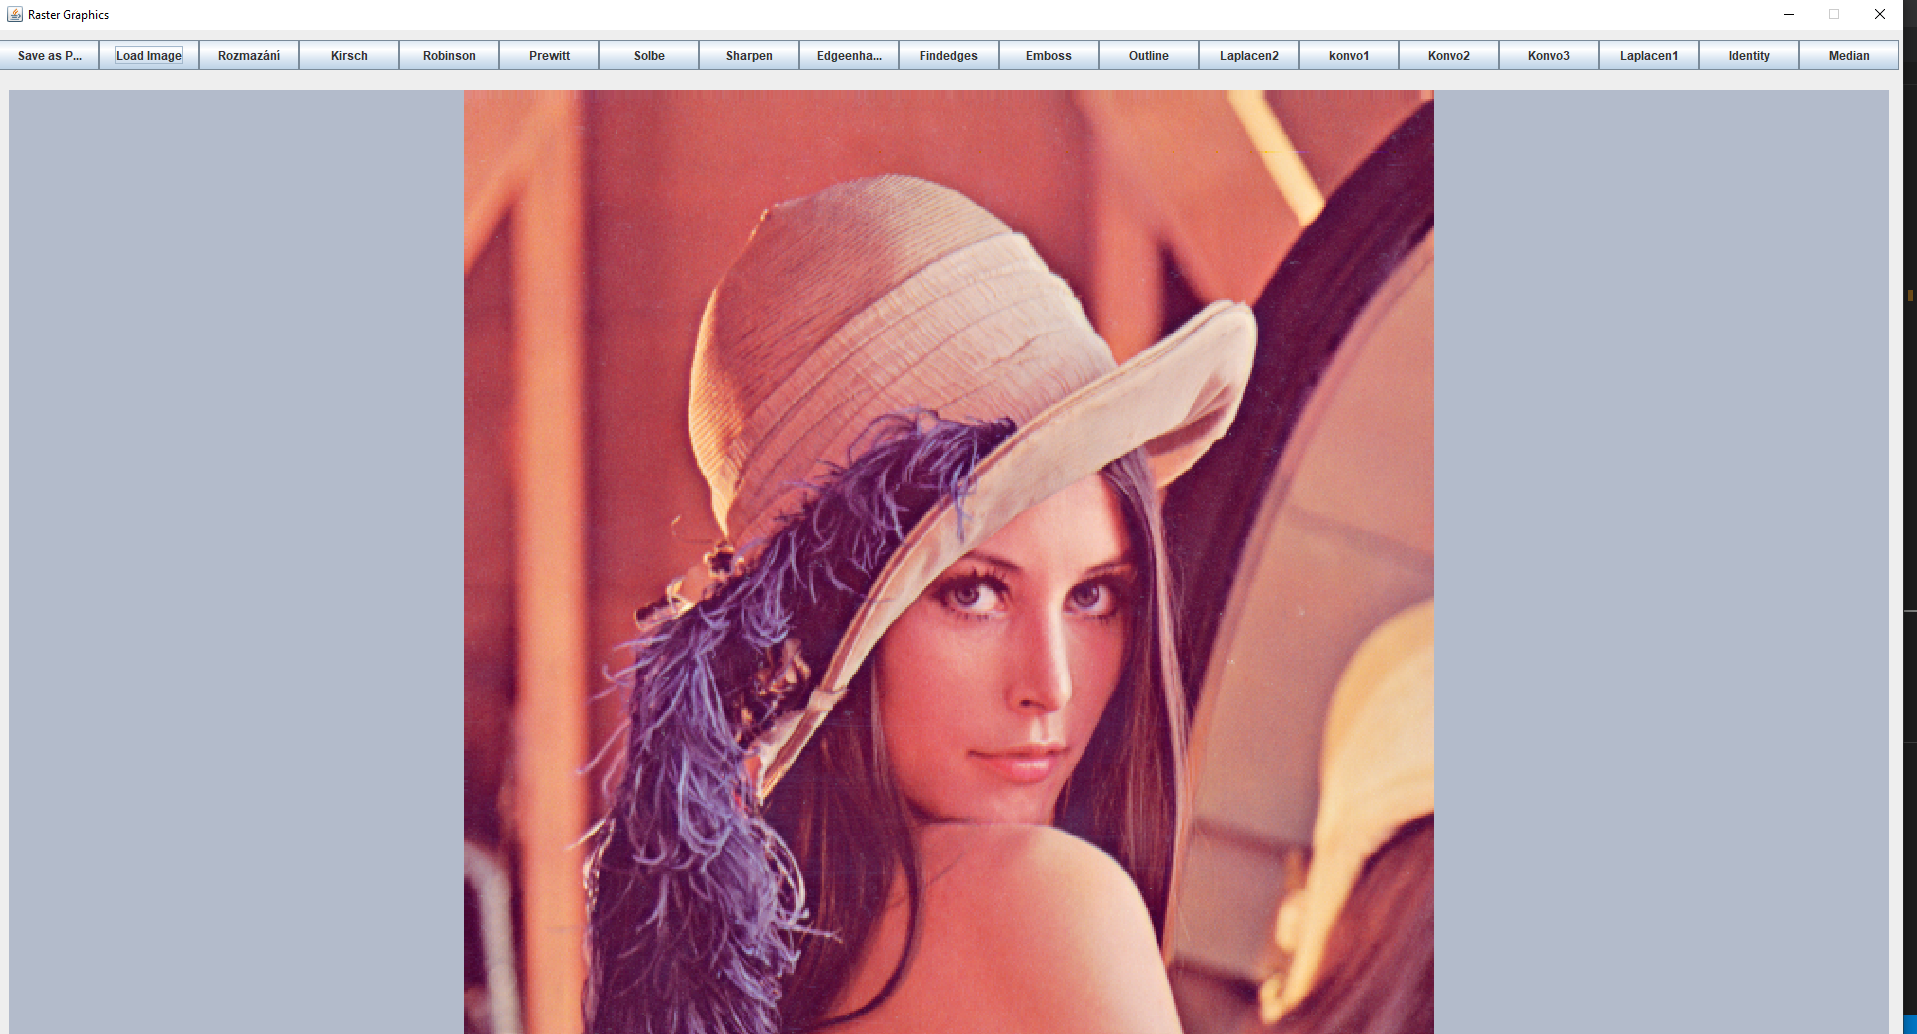 Raster Graphics
Save as P... Load Image Rozmazání Kirsch Robinson Prewitt Solbe Sharpen Edgeenha... Findedges Emboss Outline Laplacen2 konvo1 Konvo2 Konvo3 Laplacen1 Identity Median